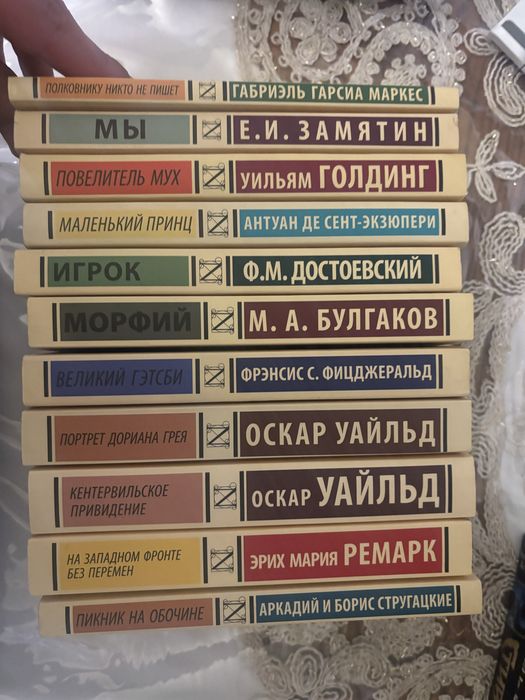 ПОЛКОВНИКУ НИКТО НЕ ПИШЕТ ГАБРИЭЛЬ ГАРСИА МАРКЕС
МЫ Е.И. ЗАМЯТИН
ПОВЕЛИТЕЛЬ МУХ УИЛЬЯМ ГОЛДИНГ
МАЛЕНЬКИЙ ПРИНЦ АНТУАН ДЕ СЕНТ-ЭКЗЮПЕРИ
ИГРОК Ф.М. ДОСТОЕВСКИЙ
МОРФИЙ М. А. БУЛГАКОВ
ВЕЛИКИЙ ГЭТСБИ ФРЭНСИС С. ФИЦДЖЕРАЛЬД
ПОРТРЕТ ДОРИАНА ГРЕЯ ОСКАР УАЙЛЬД
КЕНТЕРВИЛЬСКОЕ
ПРИВИДЕНИЕ
ОСКАР УАЙЛЬД
НА ЗАПАДНОМ ФРОНТЕ
БЕЗ ПЕРЕМЕН
ЭРИХ МАРИЯ РЕМАРК
ПИКНИК НА ОБОЧИНЕ АРКАДИЙ И БОРИС СТРУГАЦКИЕ